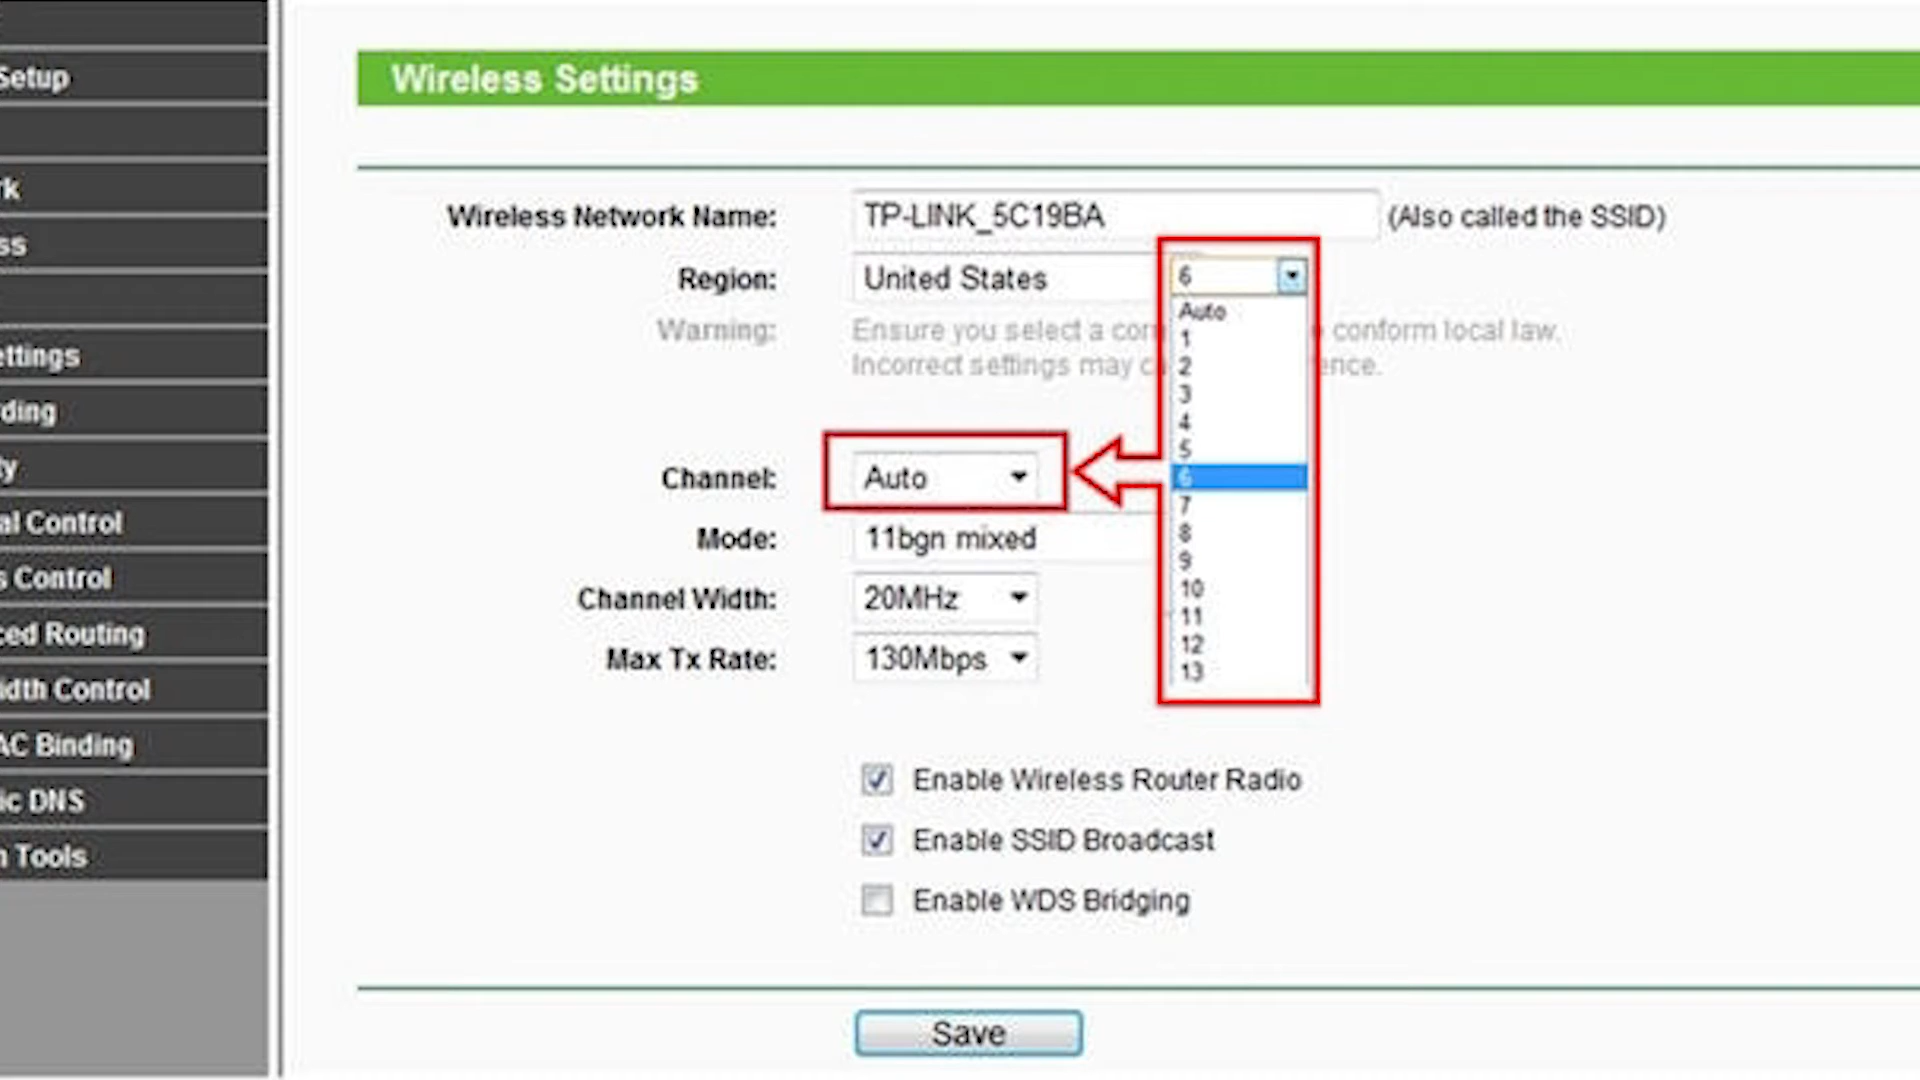 Setup
rk
ss
ettings
ding
ty
al Control
s Control
ced Routing
idth Control
AC Binding
ic DNS
n Tools
Wireless Settings
Wireless Network Name: TP-LINK_5C19BA (Also called the SSID)
Region: United States
Warning: Ensure you select a co conform local law.
Incorrect settings may c ence.
Channel: Auto
Mode: 11bgn mixed
Channel Width: 20MHz
Max Tx Rate: 130Mbps
6
Auto
1
2
3
4
5
6
7
8
9
10
11
12
13
Enable Wireless Router Radio
Enable SSID Broadcast
Enable WDS Bridging
Save